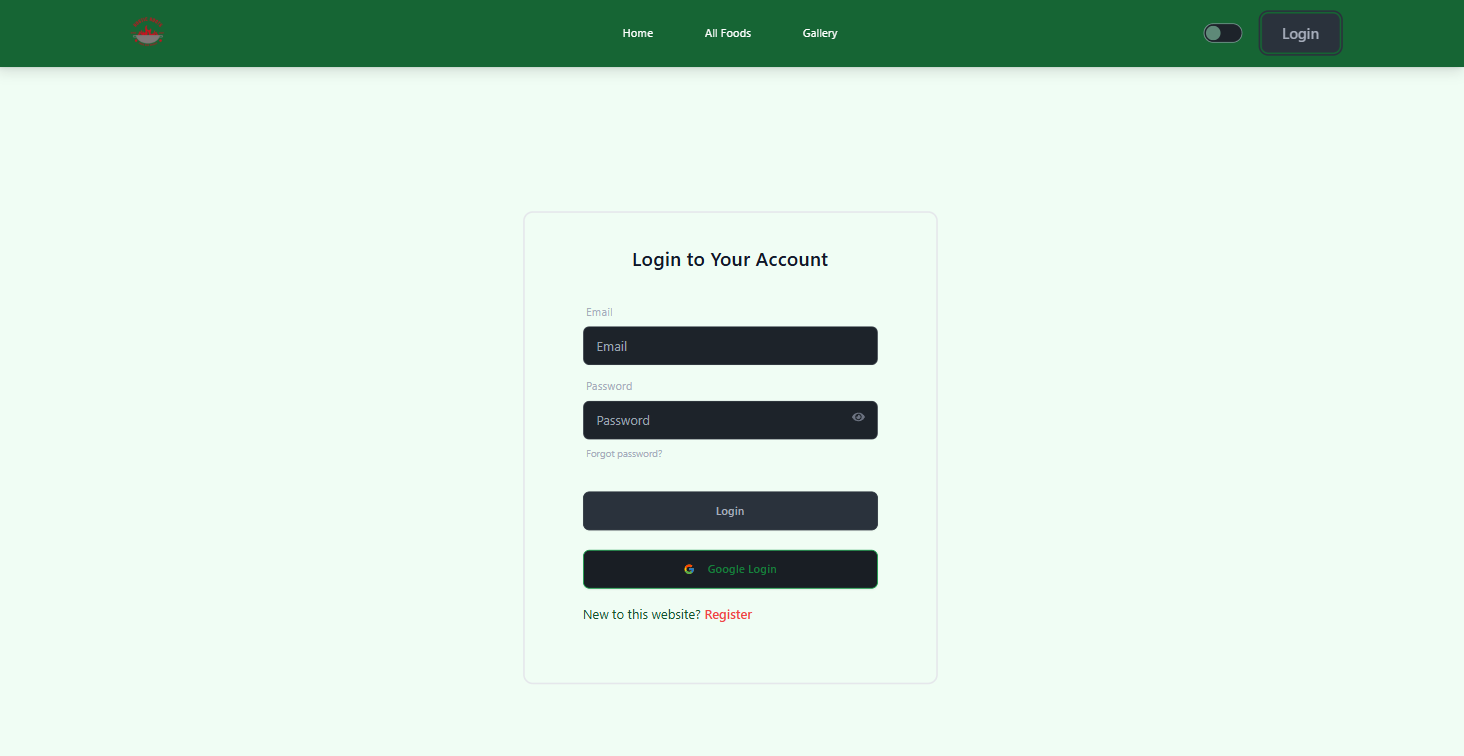 Home All Foods Gallery Login
Login to Your Account
Email
Email
Password
Password
Forgot password?
Login
Google Login
New to this website? Register